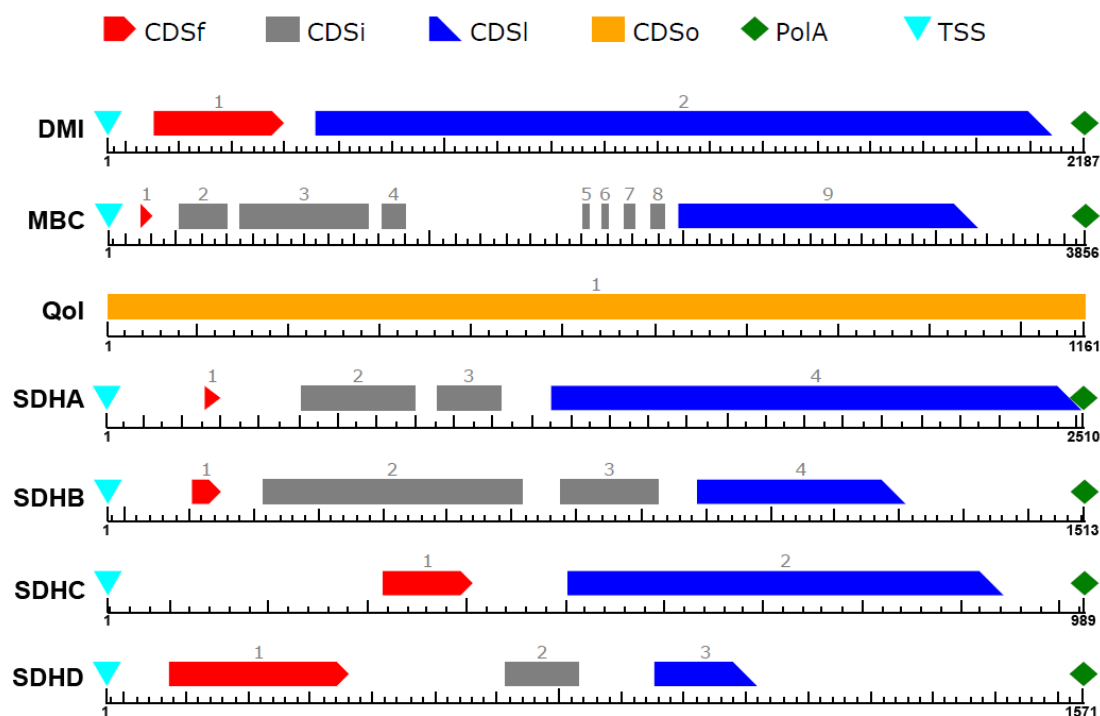 CDSf CDSi CDSl CDSo PolA TSS
1 2
DMI
1 2187
1 2 3 4 5 6 7 8 9
MBC
1 3856
1
QoI
1 1161
1 2 3 4
SDHA
1 2510
1 2 3 4
SDHB
1 1513
1 2
SDHC
1 989
1 2 3
SDHD
1 1571